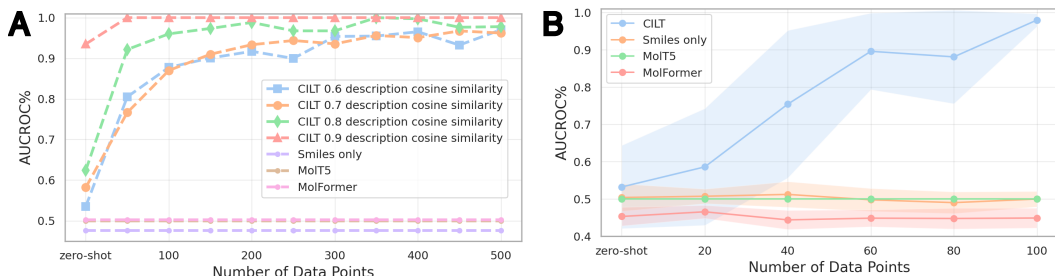 A
AUCROC%
1.0
0.9
0.8
0.7
0.6
0.5
CILT 0.6 description cosine similarity
CILT 0.7 description cosine similarity
CILT 0.8 description cosine similarity
CILT 0.9 description cosine similarity
Smiles only
MolT5
MolFormer
zero-shot 100 200 300 400 500
Number of Data Points
B
AUCROC%
1.0
0.9
0.8
0.7
0.6
0.5
0.4
CILT
Smiles only
MolT5
MolFormer
zero-shot 20 40 60 80 100
Number of Data Points